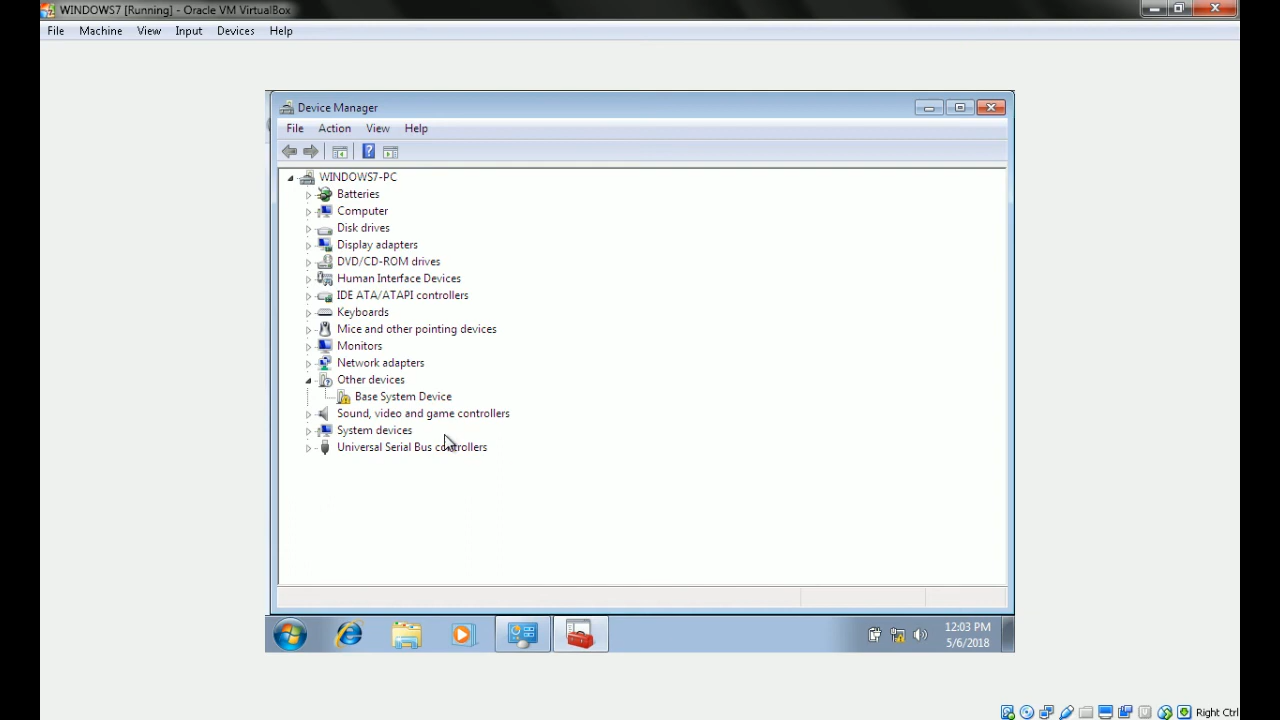 WINDOWS7 [Running] - Oracle VM VirtualBox
File Machine View Input Devices Help
Device Manager
File Action View Help
WINDOWS7-PC
Batteries
Computer
Disk drives
Display adapters
DVD/CD-ROM drives
Human Interface Devices
IDE ATA/ATAPI controllers
Keyboards
Mice and other pointing devices
Monitors
Network adapters
Other devices
Base System Device
Sound, video and game controllers
System devices
Universal Serial Bus controllers
12:03 PM
5/6/2018
Right Ctrl